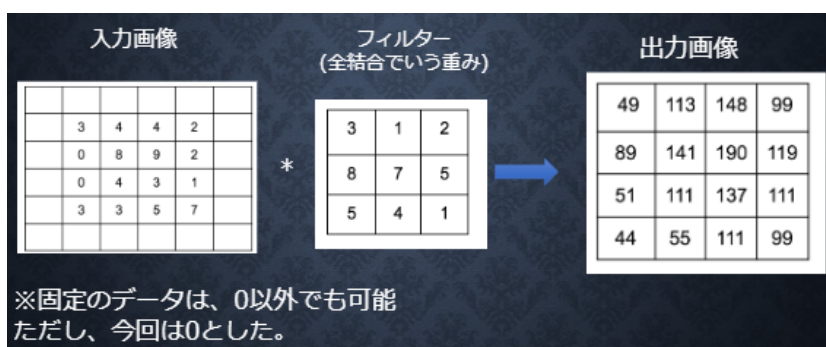 入力画像
フィルター
(全結合でいう重み)
出力画像
3 4 4 2
0 8 9 2
0 4 3 1
3 3 5 7
*
3 1 2
8 7 5
5 4 1
49 113 148 99
89 141 190 119
51 111 137 111
44 55 111 99
※固定のデータは、0以外でも可能
ただし、今回は0とした。